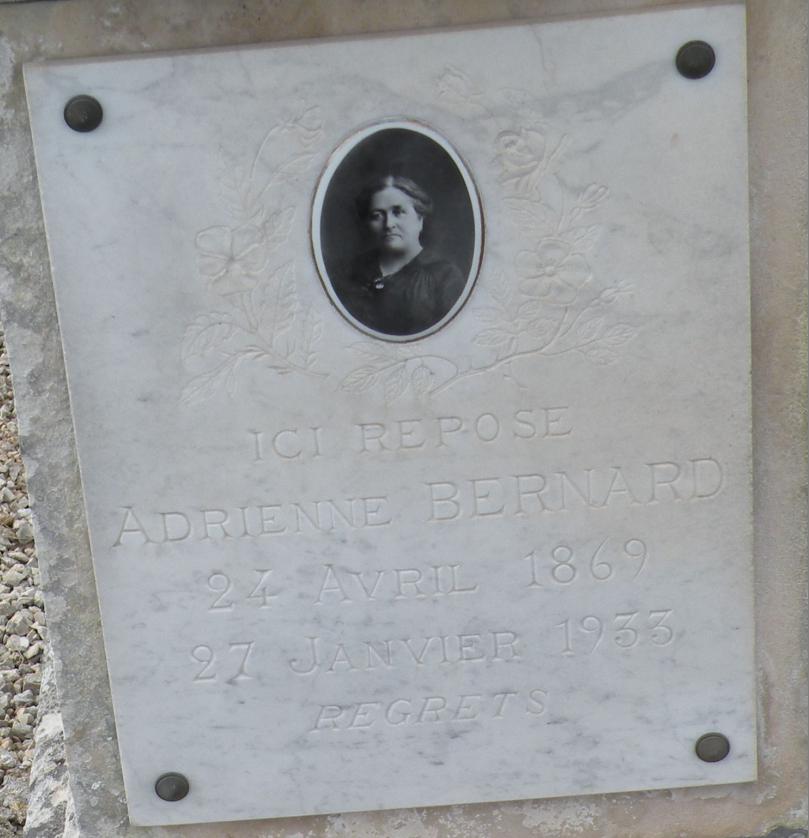 ICI REPOSE
ADRIENNE BERNARD
24 AVRIL 1869
27 JANVIER 1933
REGRETS